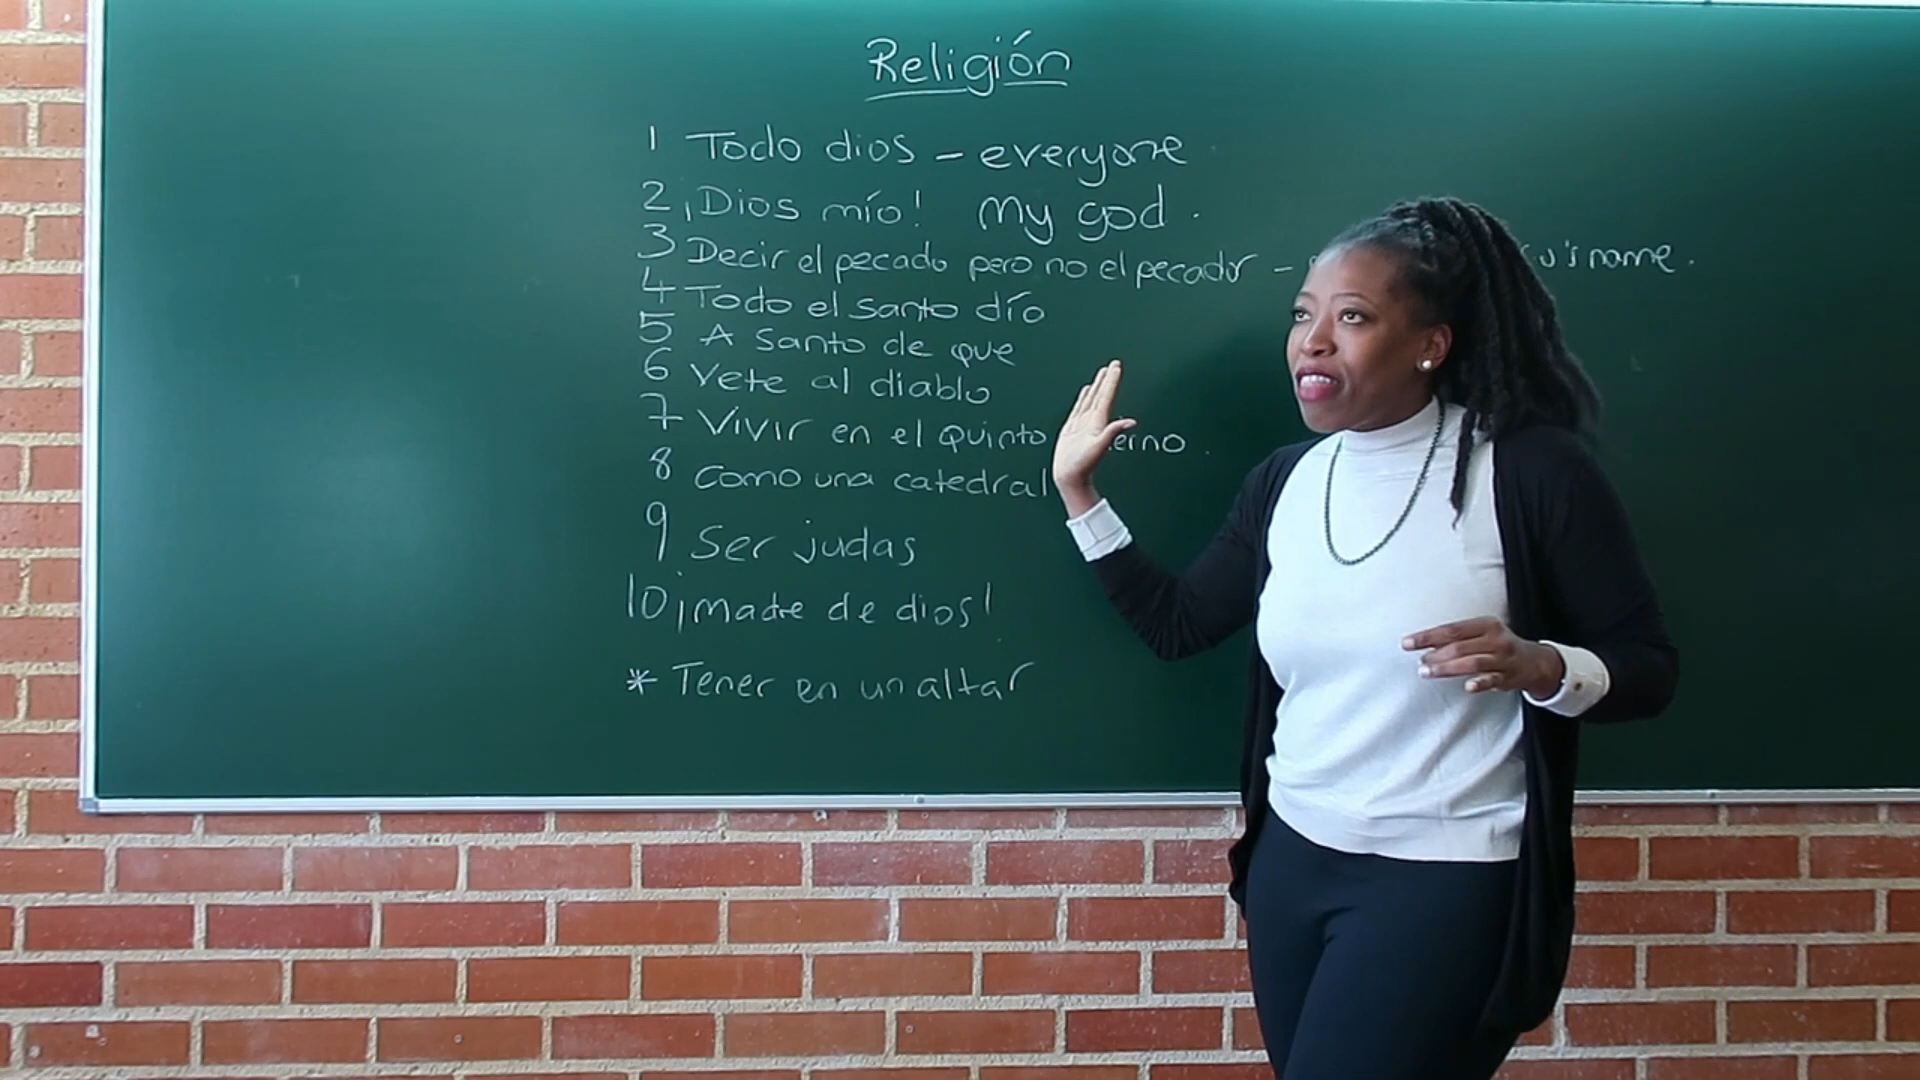 Religión
1 Todo dios - everyone
2 ¡Dios mío! My god.
3 Decir el pecado pero no el pecador - name.
4 Todo el santo día
5 A santo de que
6 Vete al diablo
7 Vivir en el quinto
8 Como una catedral
9 Ser judas
10 ¡Madre de dios!
* Tener en un altar